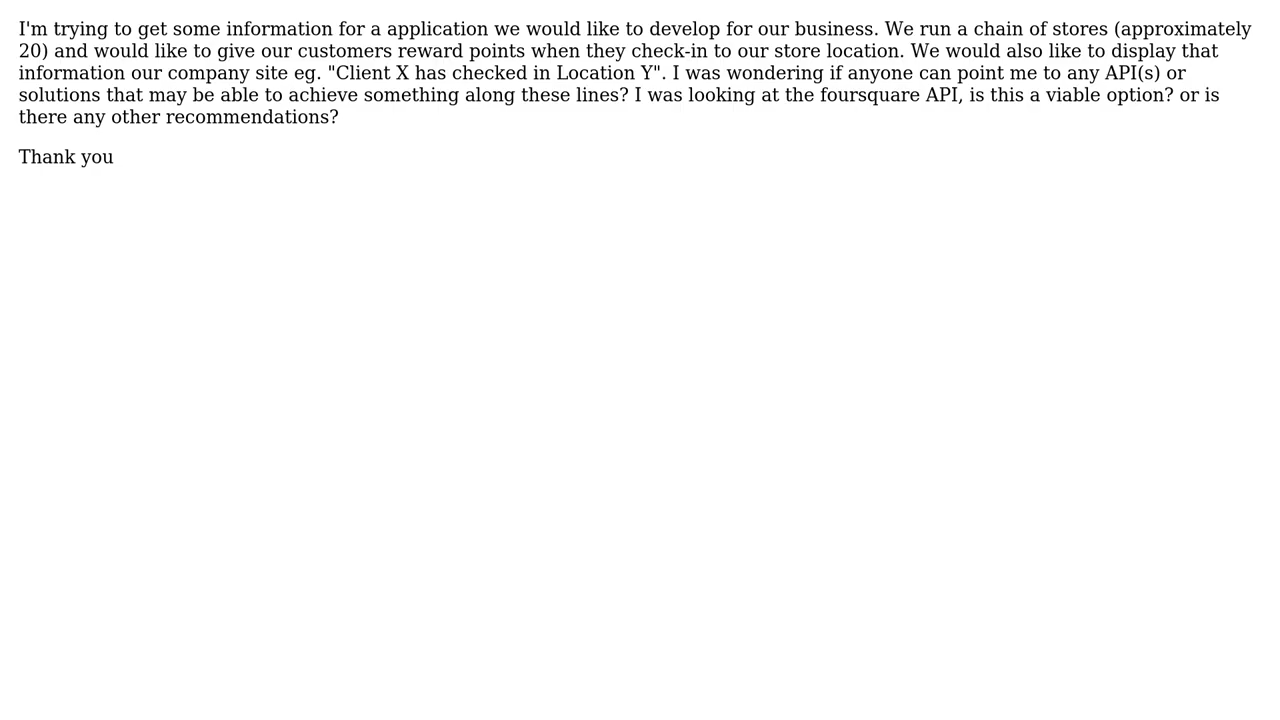 I'm trying to get some information for a application we would like to develop for our business. We run a chain of stores (approximately
20) and would like to give our customers reward points when they check-in to our store location. We would also like to display that
information our company site eg. "Client X has checked in Location Y". I was wondering if anyone can point me to any API(s) or
solutions that may be able to achieve something along these lines? I was looking at the foursquare API, is this a viable option? or is
there any other recommendations?
Thank you